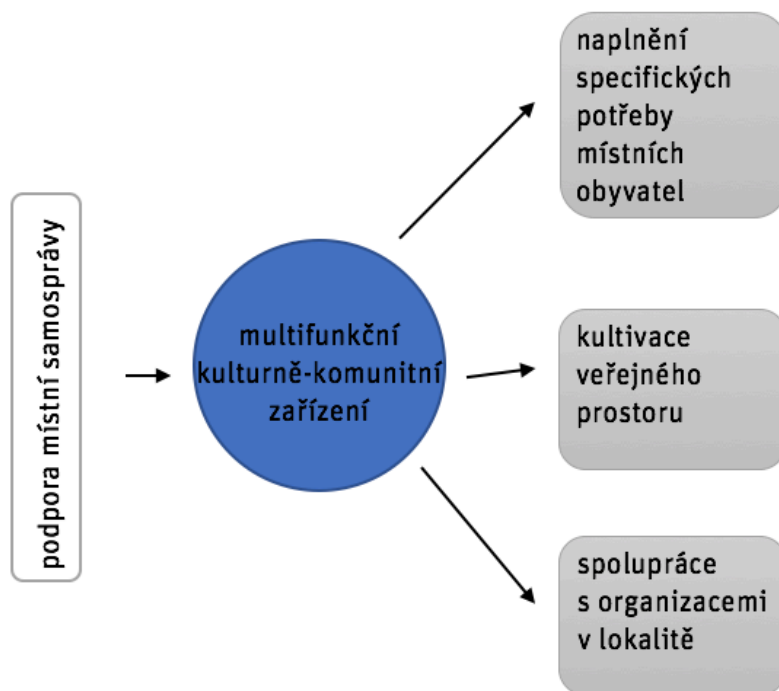 podpora místní samosprávy
multifunkční
kulturně-komunitní
zařízení
naplnění
specifických
potřeby
místních
obyvatel
kultivace
veřejného
prostoru
spolupráce
s organizacemi
v lokalitě